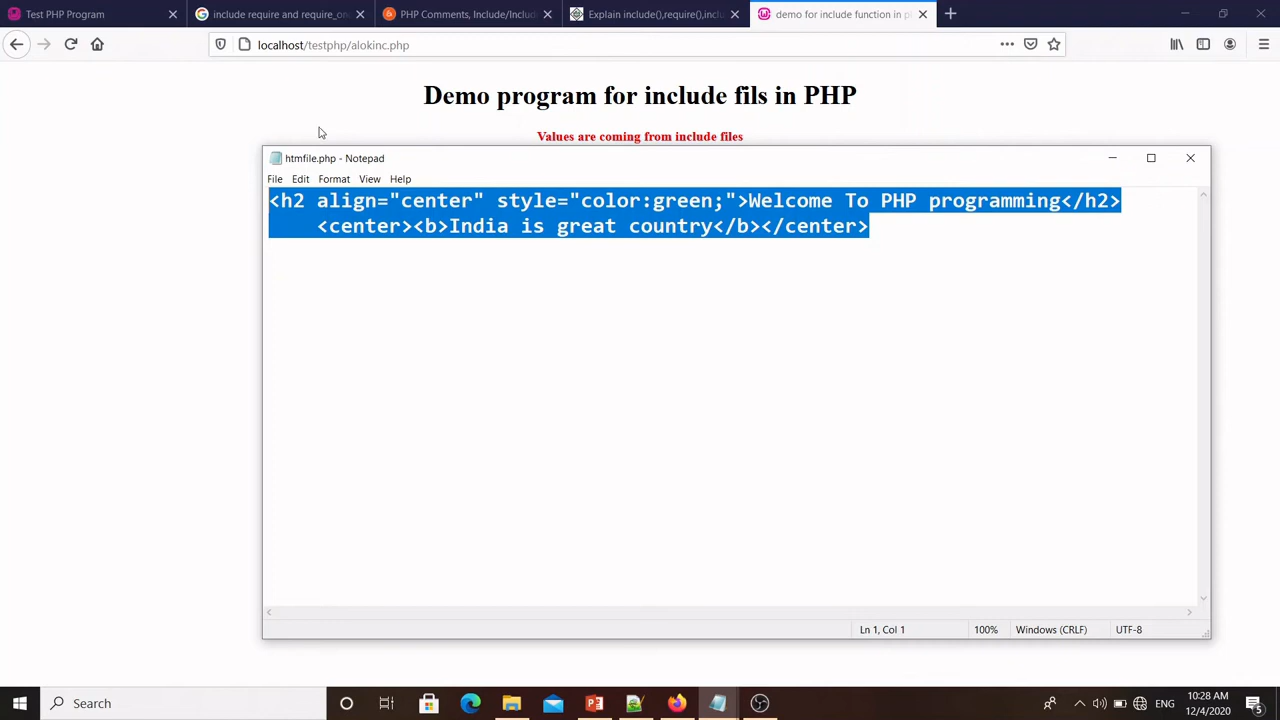 Test PHP Program
include require and require_on
PHP Comments, Include/Includ
Explain include(),require(),inclu
demo for include function in p
localhost/testphp/alokinc.php
Demo program for include fils in PHP
Values are coming from include files
htmfile.php - Notepad
File Edit Format View Help
<h2 align="center" style="color:green;">Welcome To PHP programming</h2>
<center><b>India is great country</b></center>
Ln 1, Col 1
100%
Windows (CRLF)
UTF-8
Search
ENG
10:28 AM
12/4/2020
5